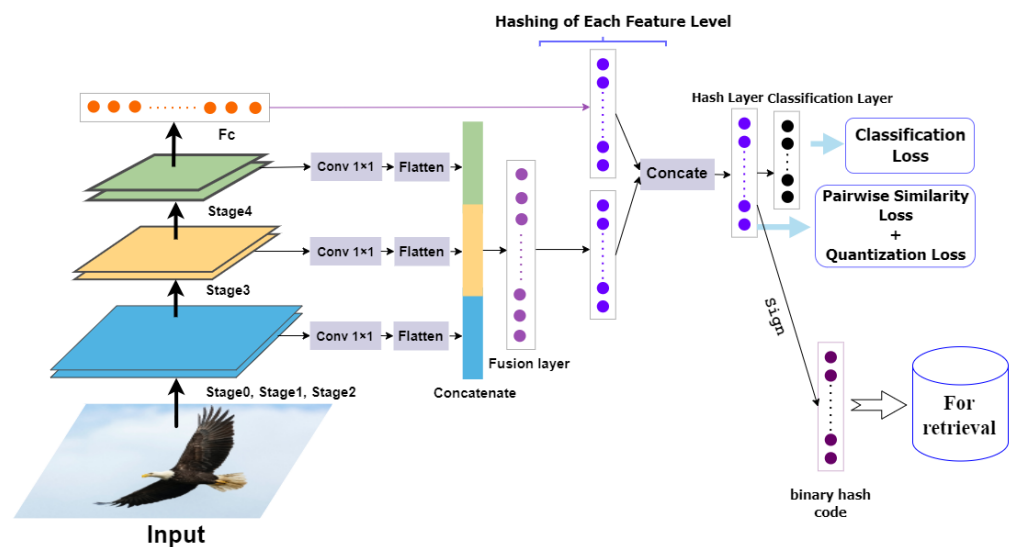 Hashing of Each Feature Level
Hash Layer
Classification Layer
Classification
Loss
Pairwise Similarity
Loss
+
Quantization Loss
Concate
Fc
Conv 1×1
Flatten
Stage4
Conv 1×1
Flatten
Stage3
Conv 1×1
Flatten
Stage0, Stage1, Stage2
Concatenate
Fusion layer
Sign
For
retrieval
binary hash
code
Input